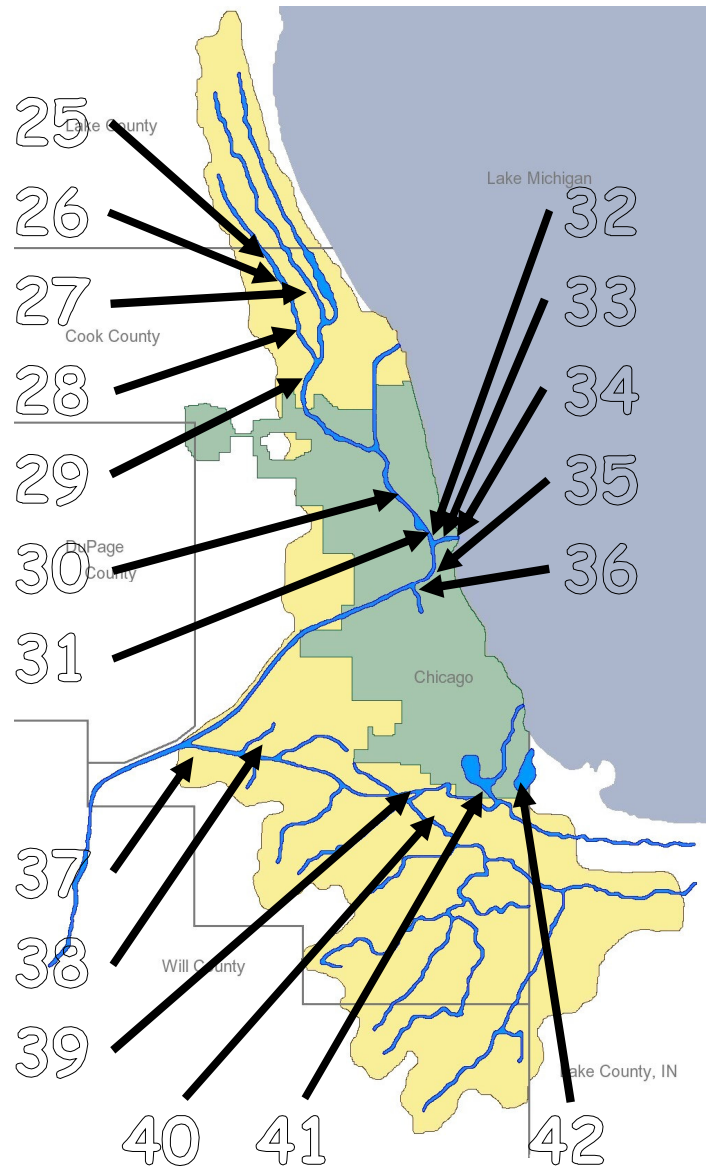 25
Lake County
Lake Michigan
26
32
27
33
Cook County
28
34
29
35
30
DuPage
County
36
31
Chicago
37
38
Will County
39
Lake County, IN
40
41
42